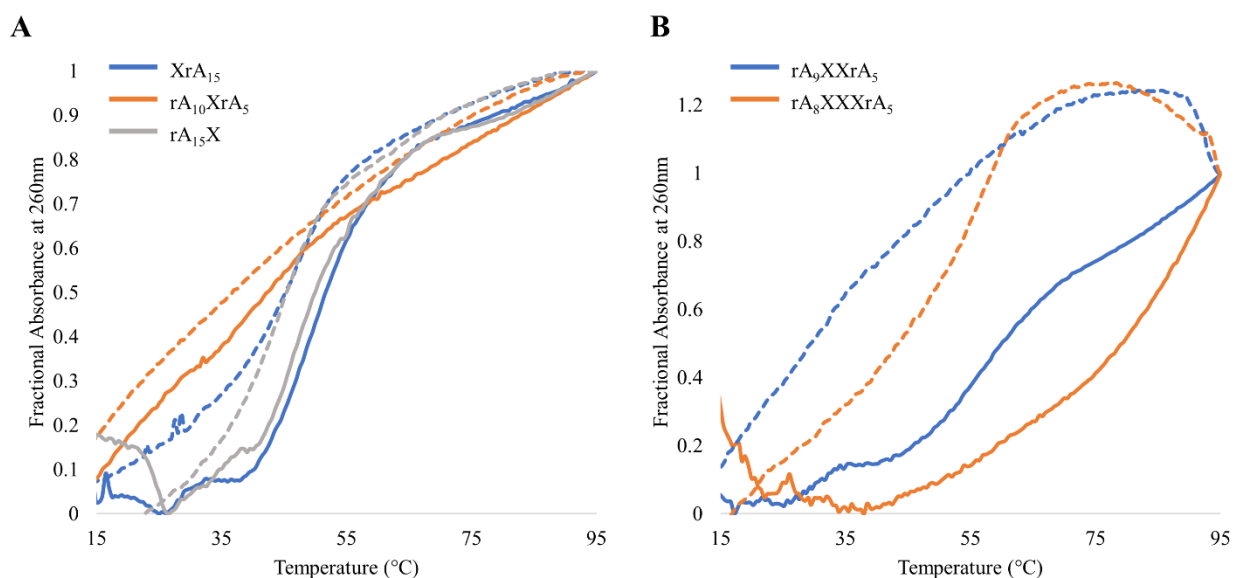 A
XrA₁₅
rA₁₀XrA₅
rA₁₅X
1
0.9
0.8
0.7
0.6
0.5
0.4
0.3
0.2
0.1
0
15
35
55
75
95
Fractional Absorbance at 260nm
Temperature (°C)
B
rA₉XXrA₅
rA₈XXXrA₅
1.2
1
0.8
0.6
0.4
0.2
0
15
35
55
75
95
Fractional Absorbance at 260nm
Temperature (°C)